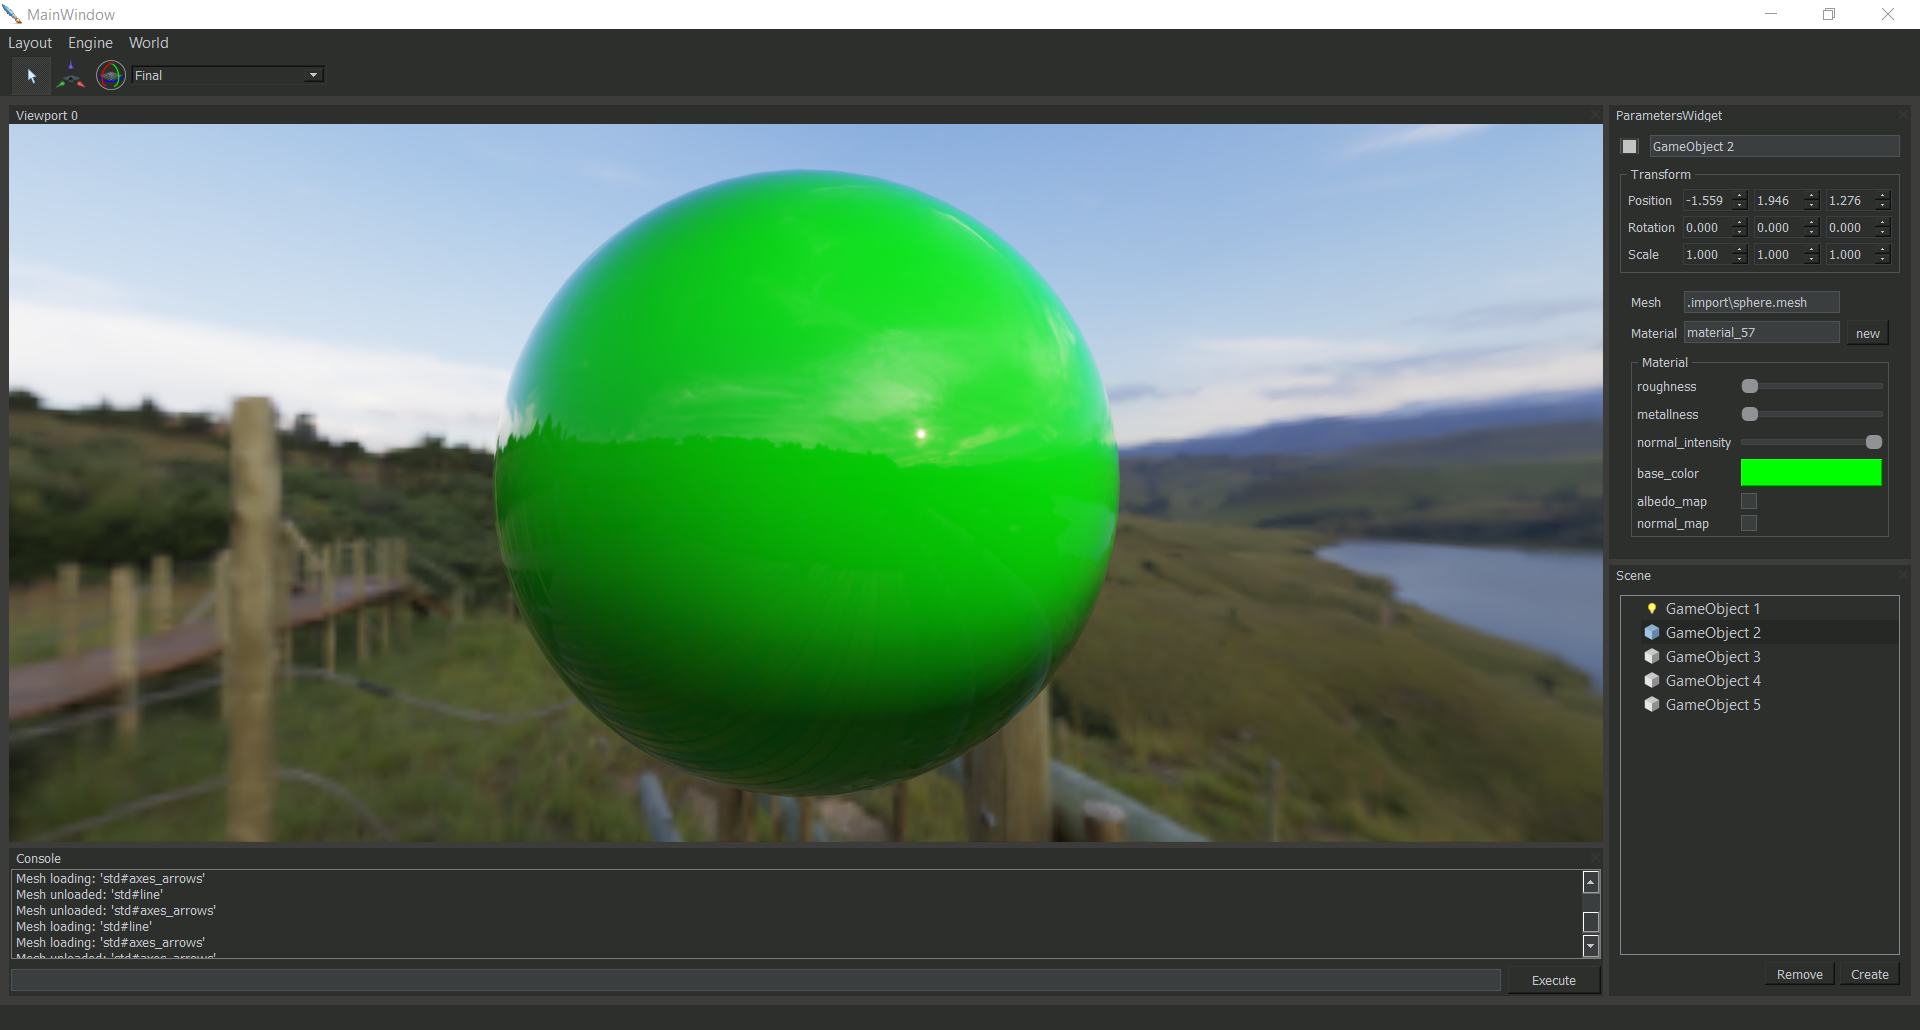 MainWindow
Layout Engine World
Final
Viewport 0
ParametersWidget
GameObject 2
Transform
Position -1.559 1.946 1.276
Rotation 0.000 0.000 0.000
Scale 1.000 1.000 1.000
Mesh .import\sphere.mesh
Material material_57 new
Material
roughness
metallness
normal_intensity
base_color
albedo_map
normal_map
Scene
GameObject 1
GameObject 2
GameObject 3
GameObject 4
GameObject 5
Remove Create
Console
Mesh loading: 'std#axes_arrows'
Mesh unloaded: 'std#line'
Mesh unloaded: 'std#axes_arrows'
Mesh loading: 'std#line'
Mesh loading: 'std#axes_arrows'
Mesh unloaded: 'std#axes_arrows'
Execute